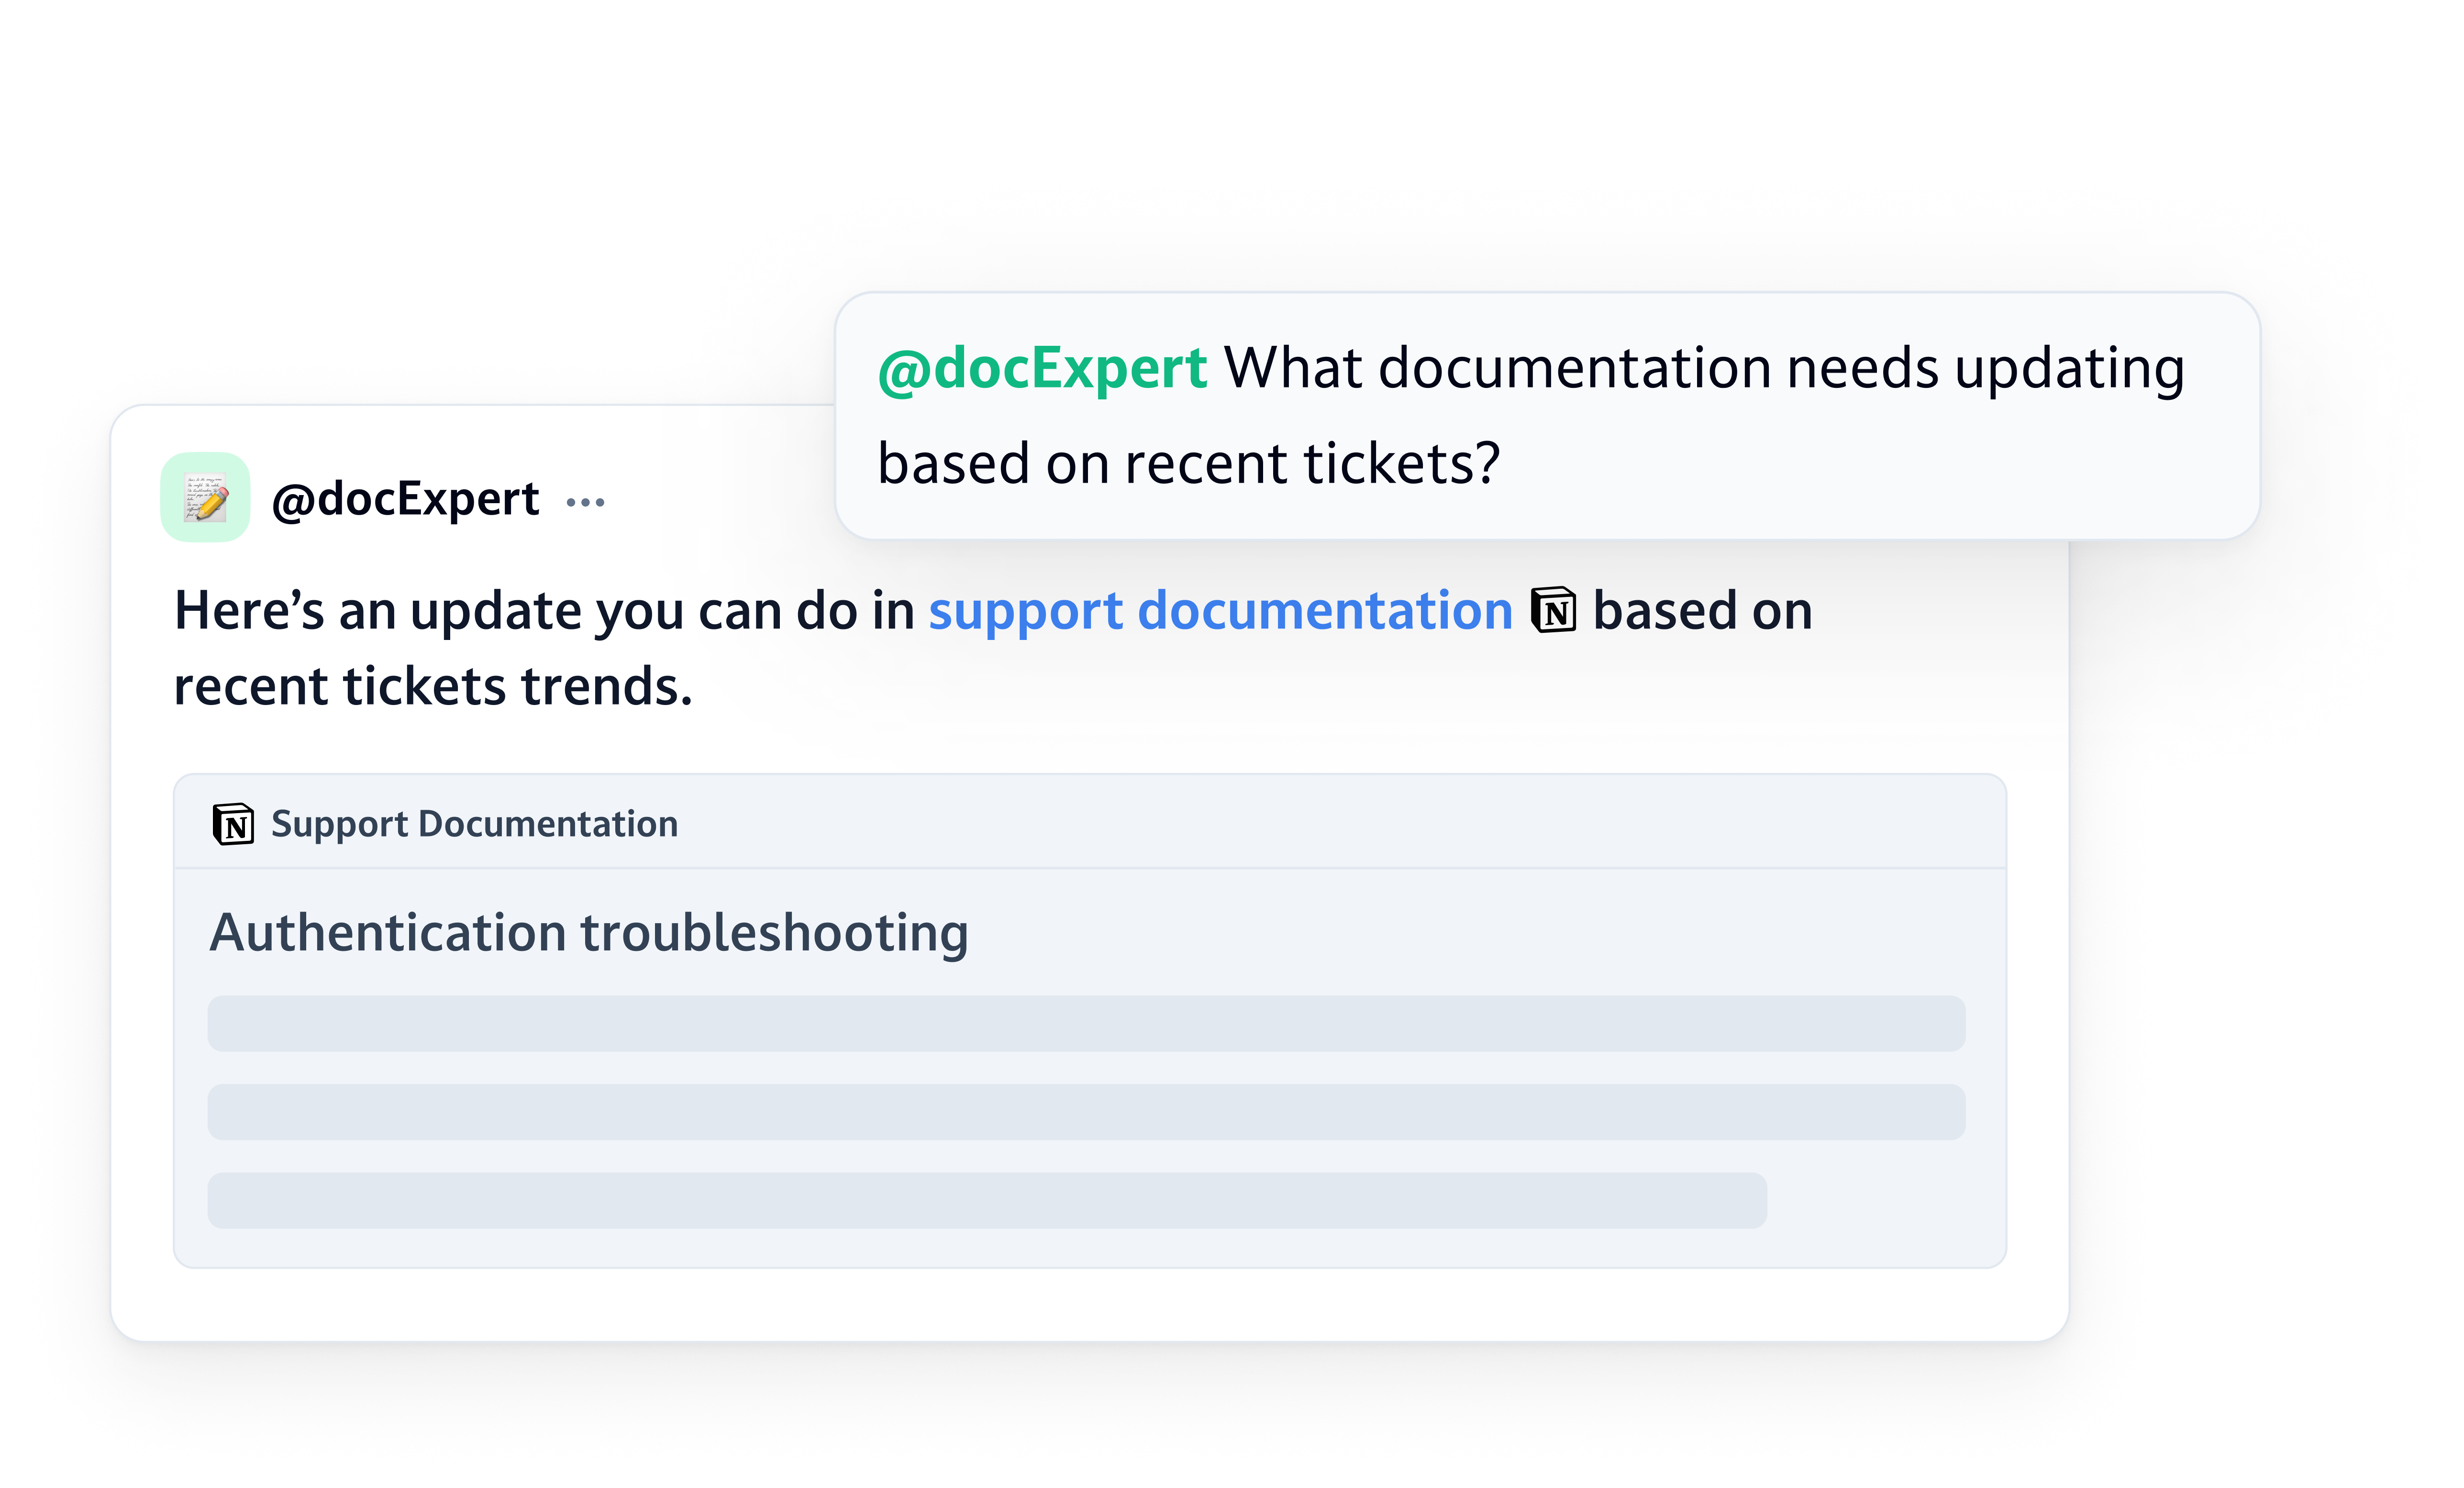 @docExpert What documentation needs updating
based on recent tickets?
@docExpert
Here’s an update you can do in support documentation based on
recent tickets trends.
Support Documentation
Authentication troubleshooting